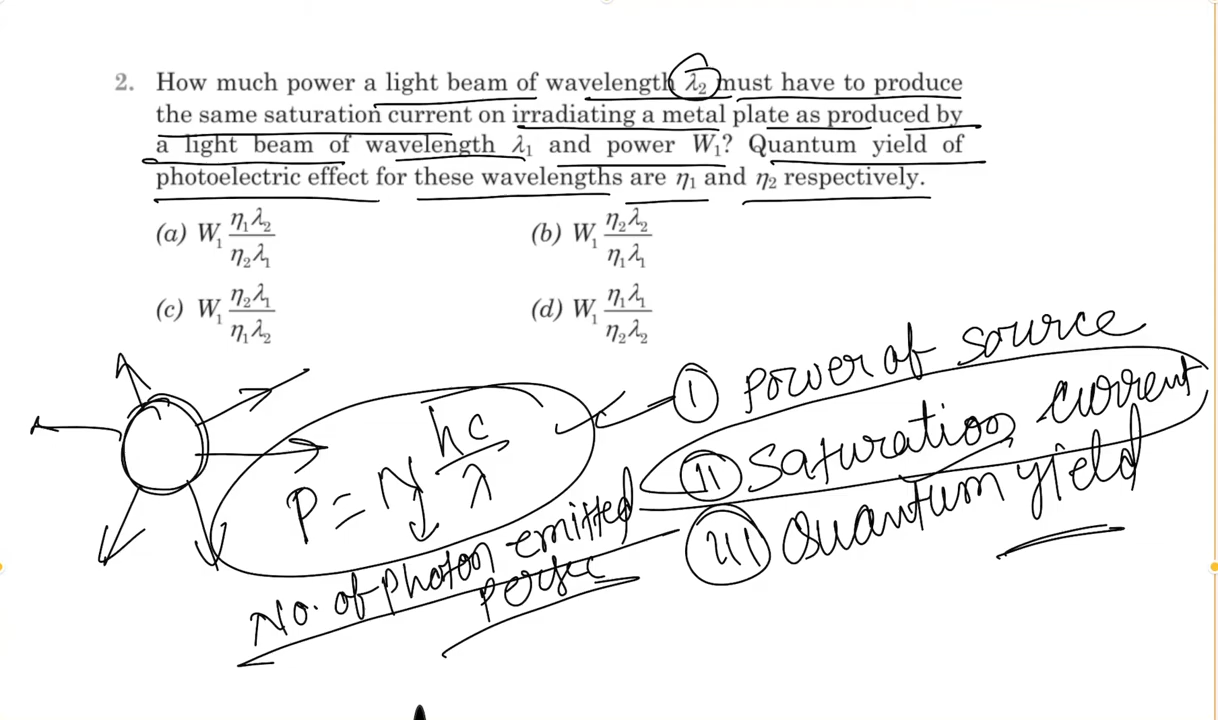 2. How much power a light beam of wavelength λ₂ must have to produce
the same saturation current on irradiating a metal plate as produced by
a light beam of wavelength λ₁ and power W₁? Quantum yield of
photoelectric effect for these wavelengths are η₁ and η₂ respectively.
(a) W₁ η₁λ₂/η₂λ₁ (b) W₁ η₂λ₂/η₁λ₁
(c) W₁ η₂λ₁/η₁λ₂ (d) W₁ η₁λ₁/η₂λ₂
(I) Power of source
(II) Saturation current
(III) Quantum yield
P = N hc/λ
No. of photon emitted
per sec